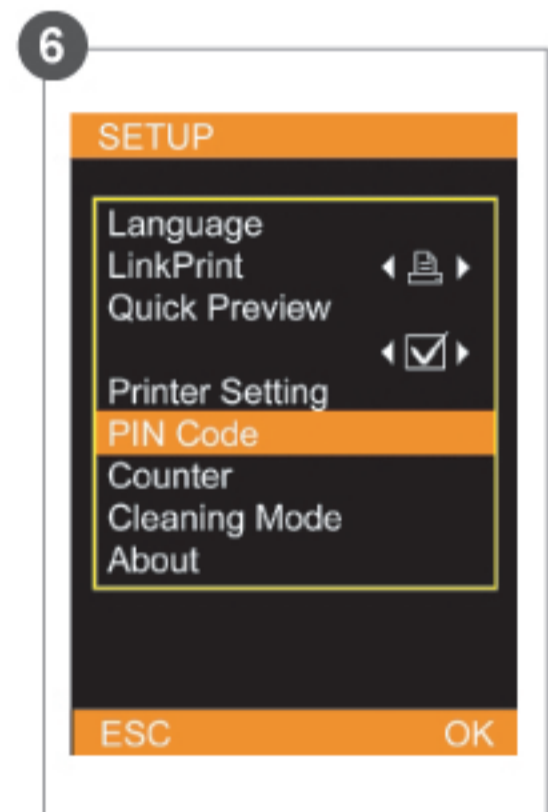 6
SETUP
Language
LinkPrint
Quick Preview
Printer Setting
PIN Code
Counter
Cleaning Mode
About
ESC OK